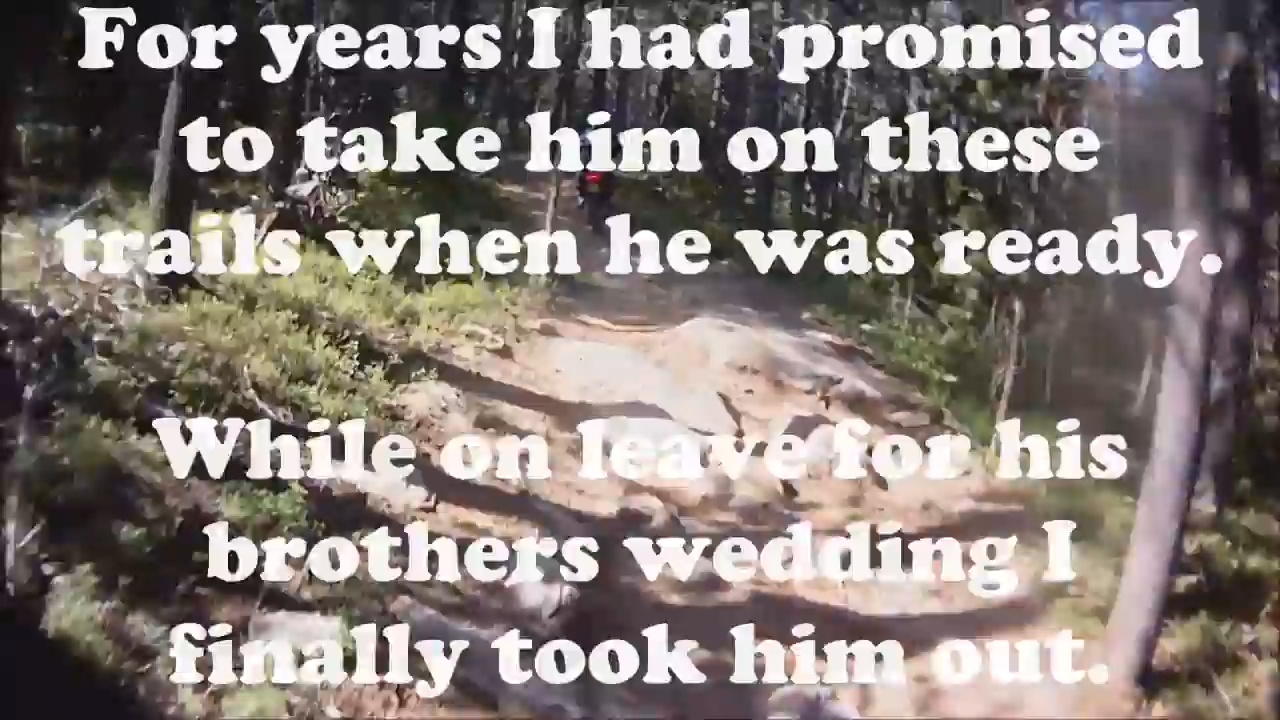 For years I had promised
to take him on these
trails when he was ready.
While on leave for his
brothers wedding I
finally took him out.